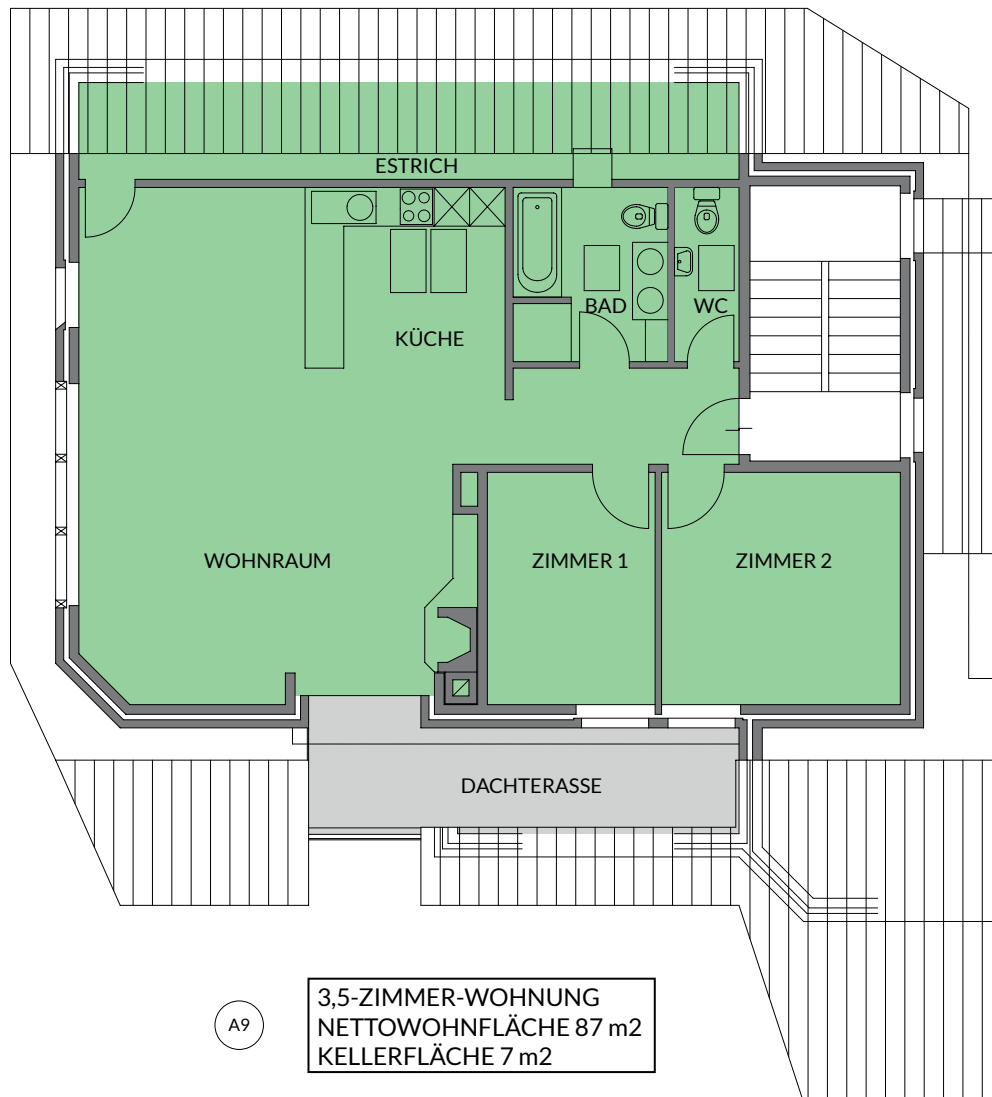 ESTRICH
BAD
WC
KÜCHE
WOHNRAUM
ZIMMER 1
ZIMMER 2
DACHTERASSE
A9
3,5-ZIMMER-WOHNUNG
NETTOWOHNFLÄCHE 87 m2
KELLERFLÄCHE 7 m2